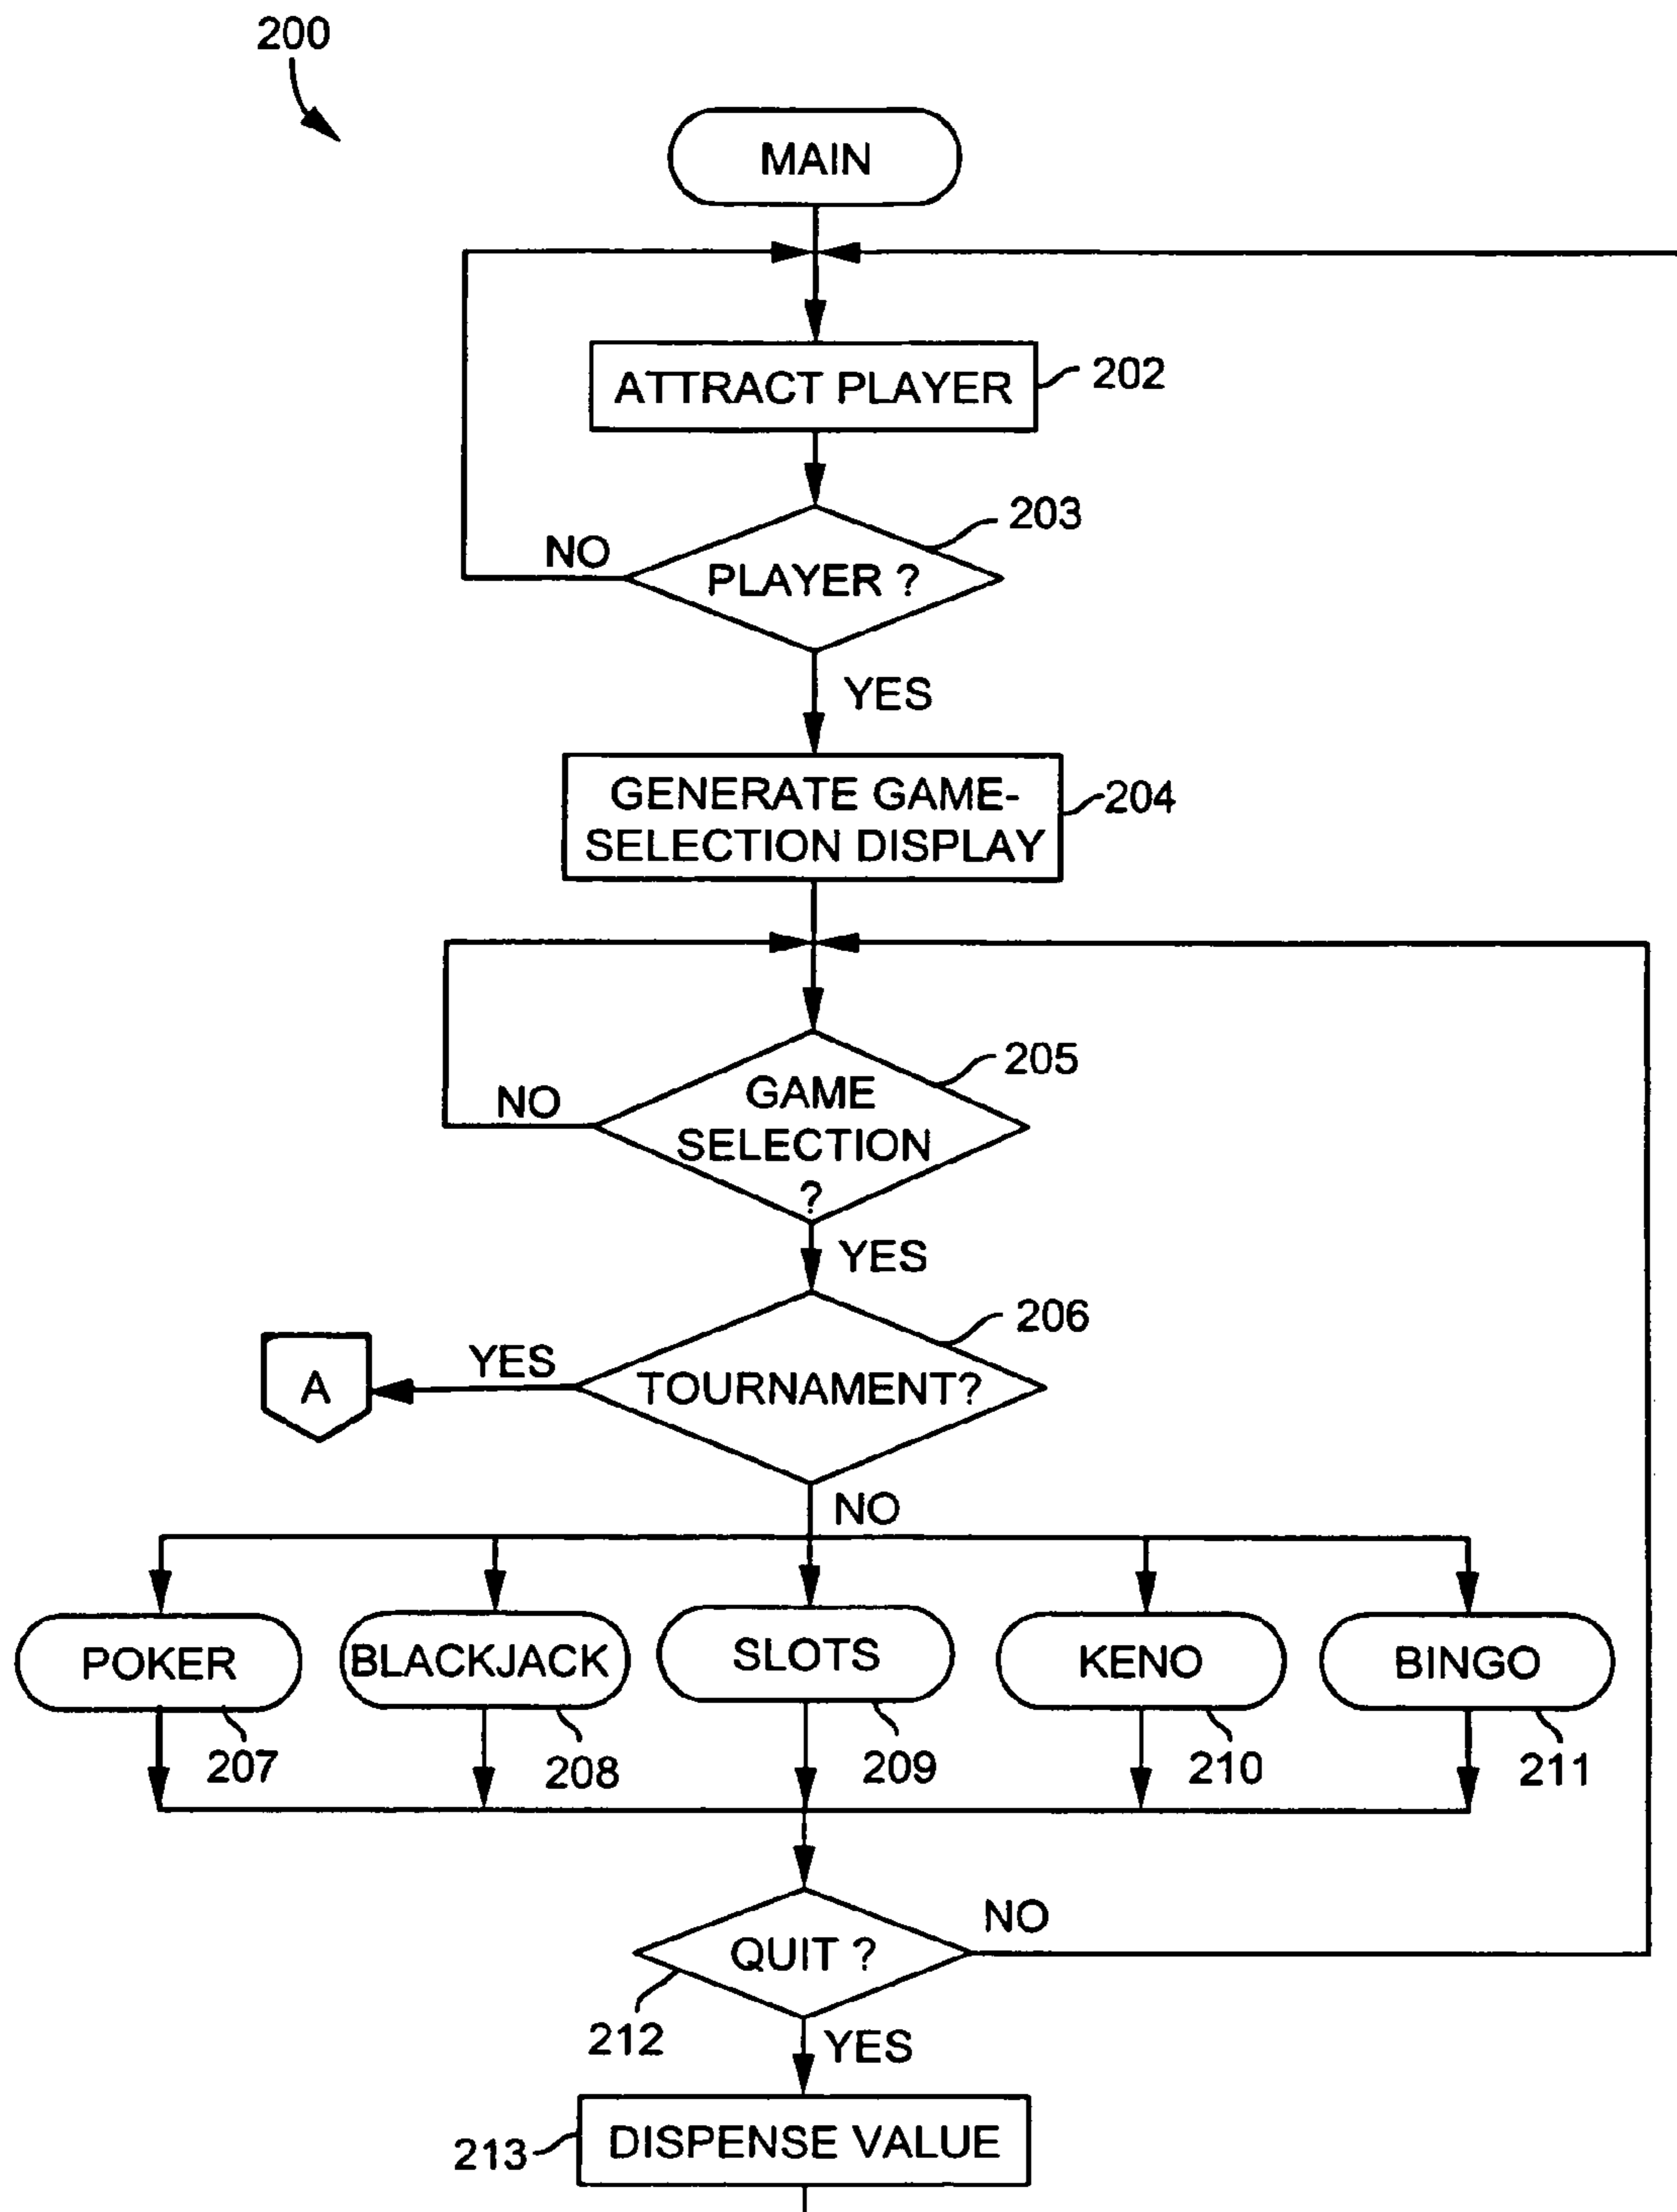 200
MAIN
ATTRACT PLAYER
202
203
NO
PLAYER ?
YES
GENERATE GAME-
SELECTION DISPLAY
204
205
GAME
SELECTION
?
NO
YES
206
YES
A
TOURNAMENT?
NO
POKER
BLACKJACK
SLOTS
KENO
BINGO
207
208
209
210
211
NO
QUIT ?
212
YES
DISPENSE VALUE
213